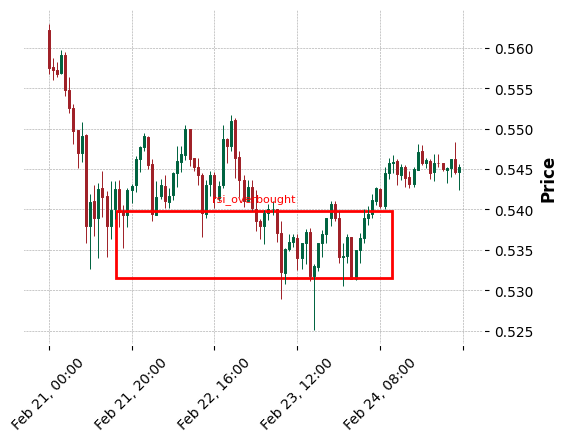 0.560
0.555
0.550
0.545
0.540
0.535
0.530
0.525
Price
rsi_overbought
Feb 21, 00:00
Feb 21, 20:00
Feb 22, 16:00
Feb 23, 12:00
Feb 24, 08:00